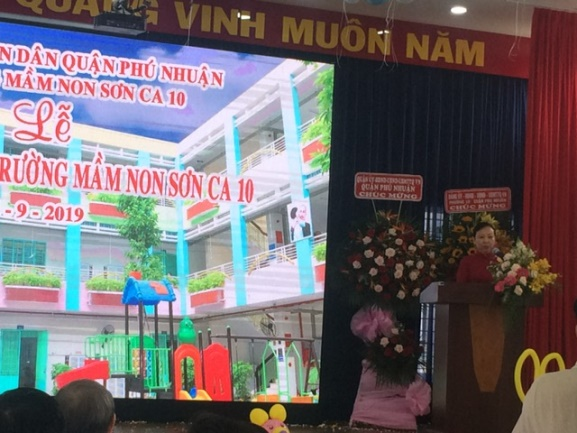 QUANG VINH MUÔN NĂM
N DÂN QUẬN PHÚ NHUẬN
MẦM NON SƠN CA 10
Lễ
RƯỜNG MẦM NON SƠN CA 10
- 9 - 2019
QUẬN PHÚ NHUẬN
CHÚC MỪNG
CHÚC MỪNG